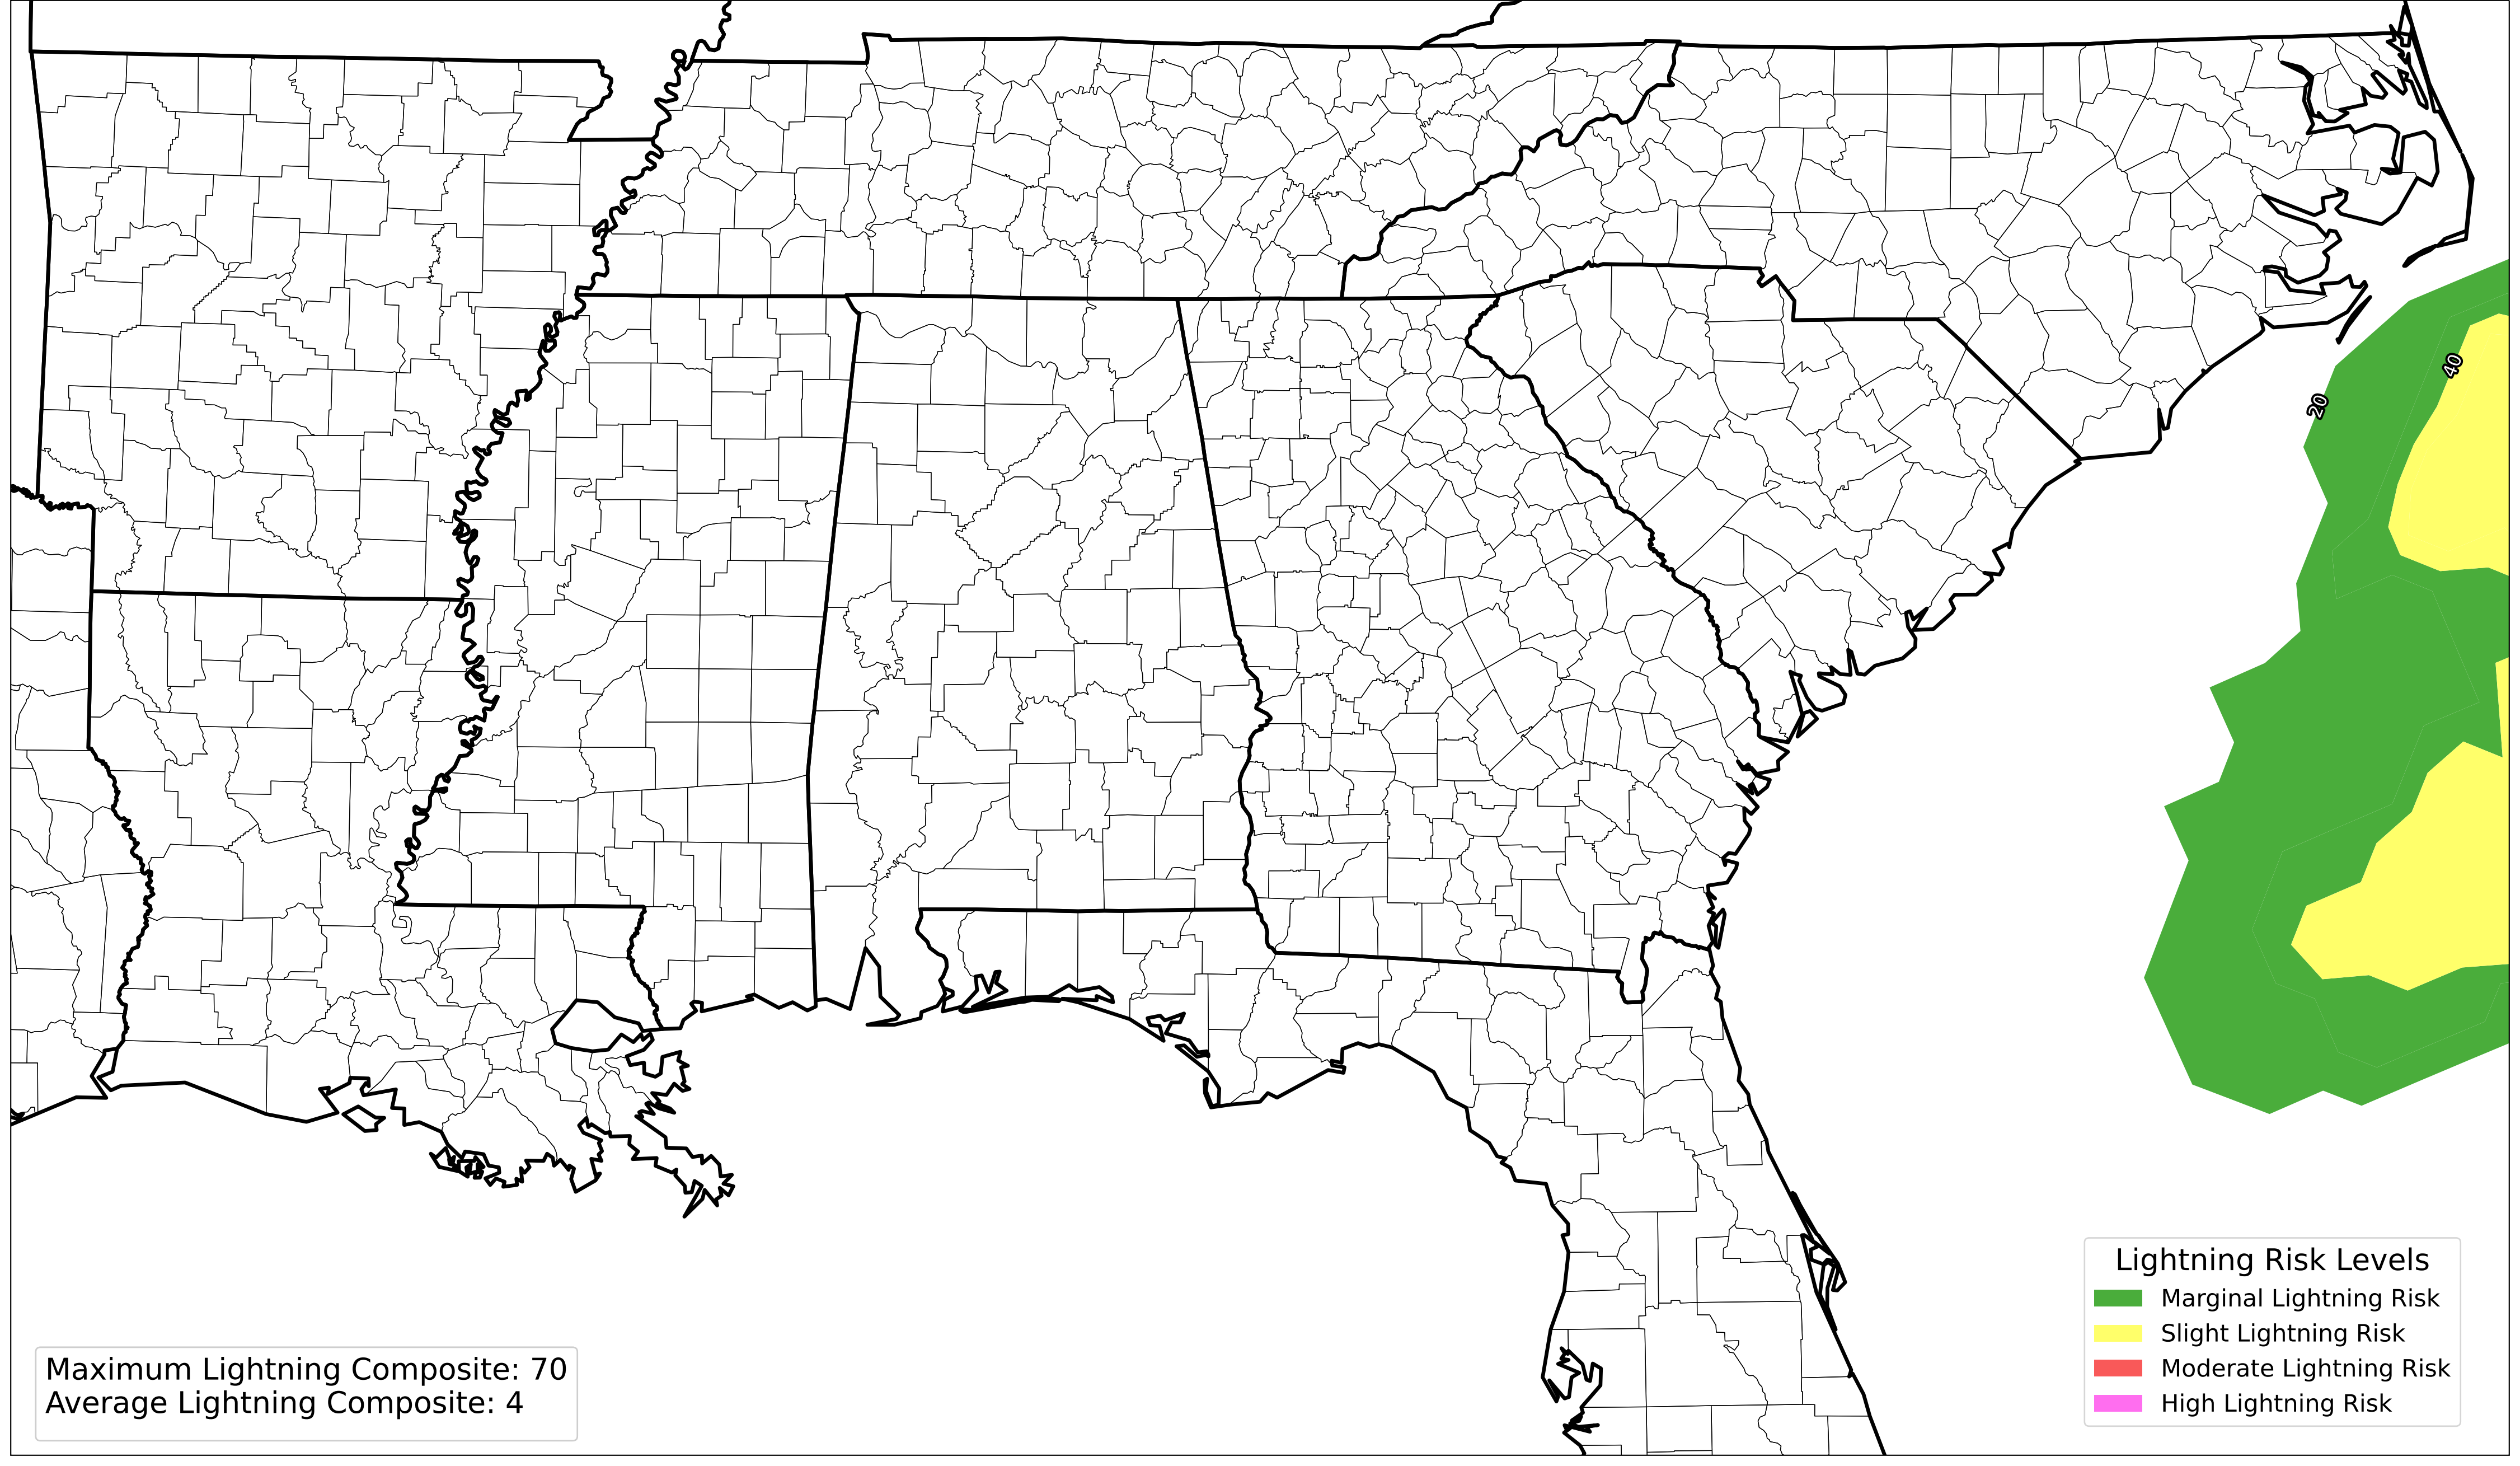 40
20
Lightning Risk Levels
Marginal Lightning Risk
Slight Lightning Risk
Moderate Lightning Risk
High Lightning Risk
Maximum Lightning Composite: 70
Average Lightning Composite: 4